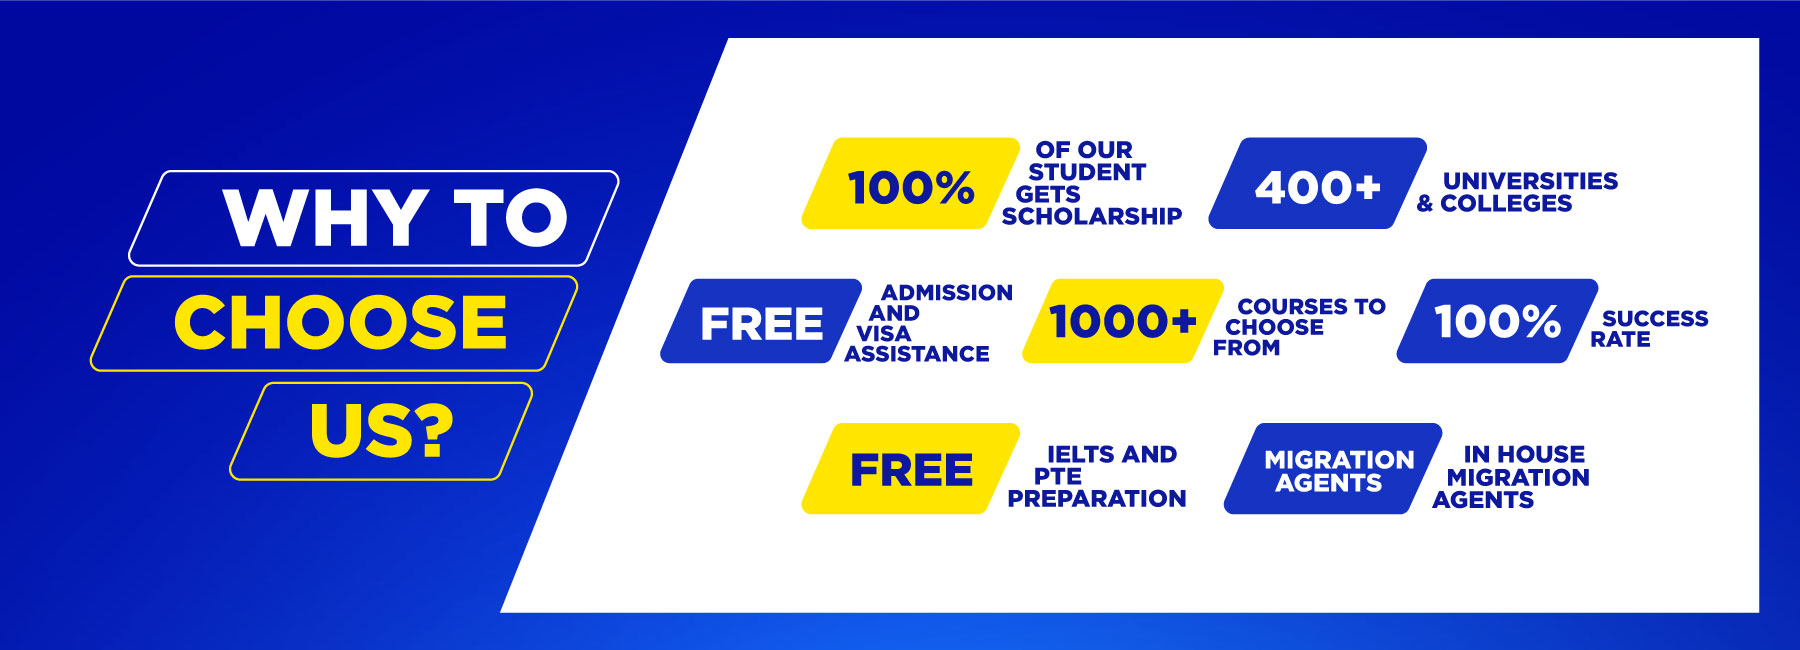 WHY TO
CHOOSE
US?
100%
OF OUR
STUDENT
GETS
SCHOLARSHIP
400+
UNIVERSITIES
& COLLEGES
FREE
ADMISSION
AND
VISA
ASSISTANCE
1000+
COURSES TO
CHOOSE
FROM
100%
SUCCESS
RATE
FREE
IELTS AND
PTE
PREPARATION
MIGRATION
AGENTS
IN HOUSE
MIGRATION
AGENTS